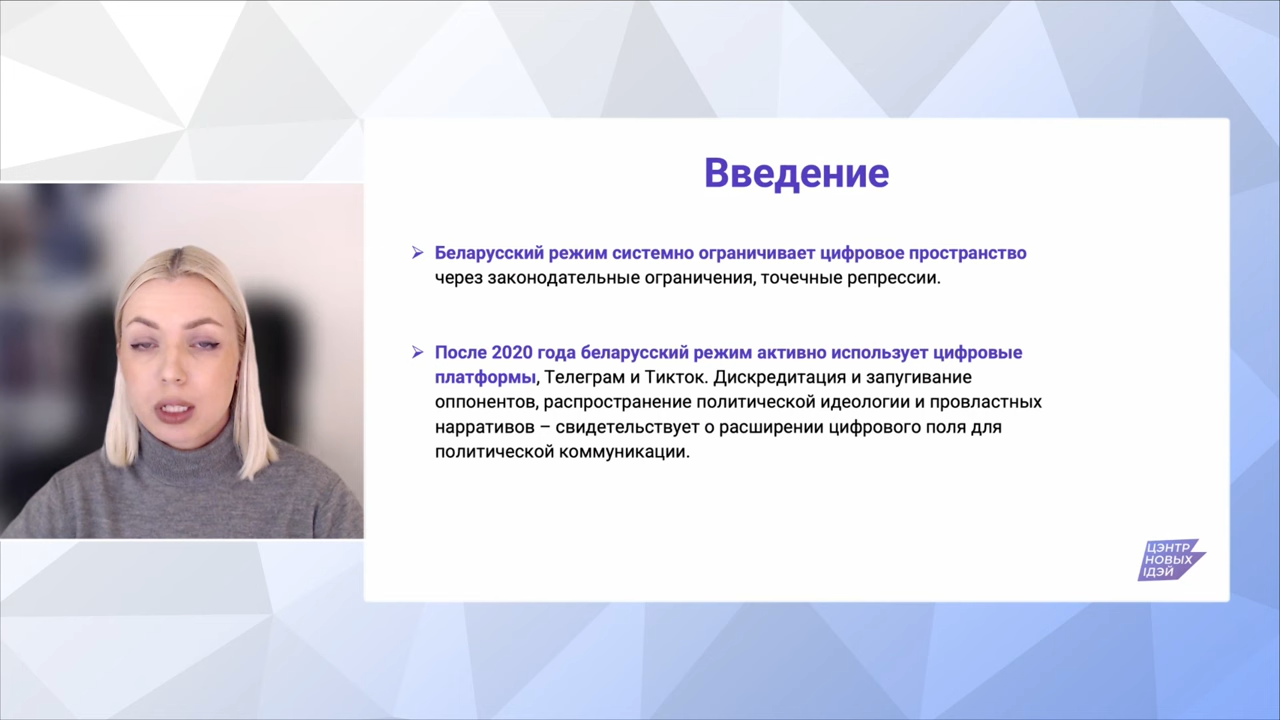 Введение
Беларусский режим системно ограничивает цифровое пространство
через законодательные ограничения, точечные репрессии.
После 2020 года беларусский режим активно использует цифровые
платформы, Телеграм и Тикток. Дискредитация и запугивание
оппонентов, распространение политической идеологии и провластных
нарративов – свидетельствует о расширении цифрового поля для
политической коммуникации.
ЦЭНТР
НОВЫХ
ІДЭЙ